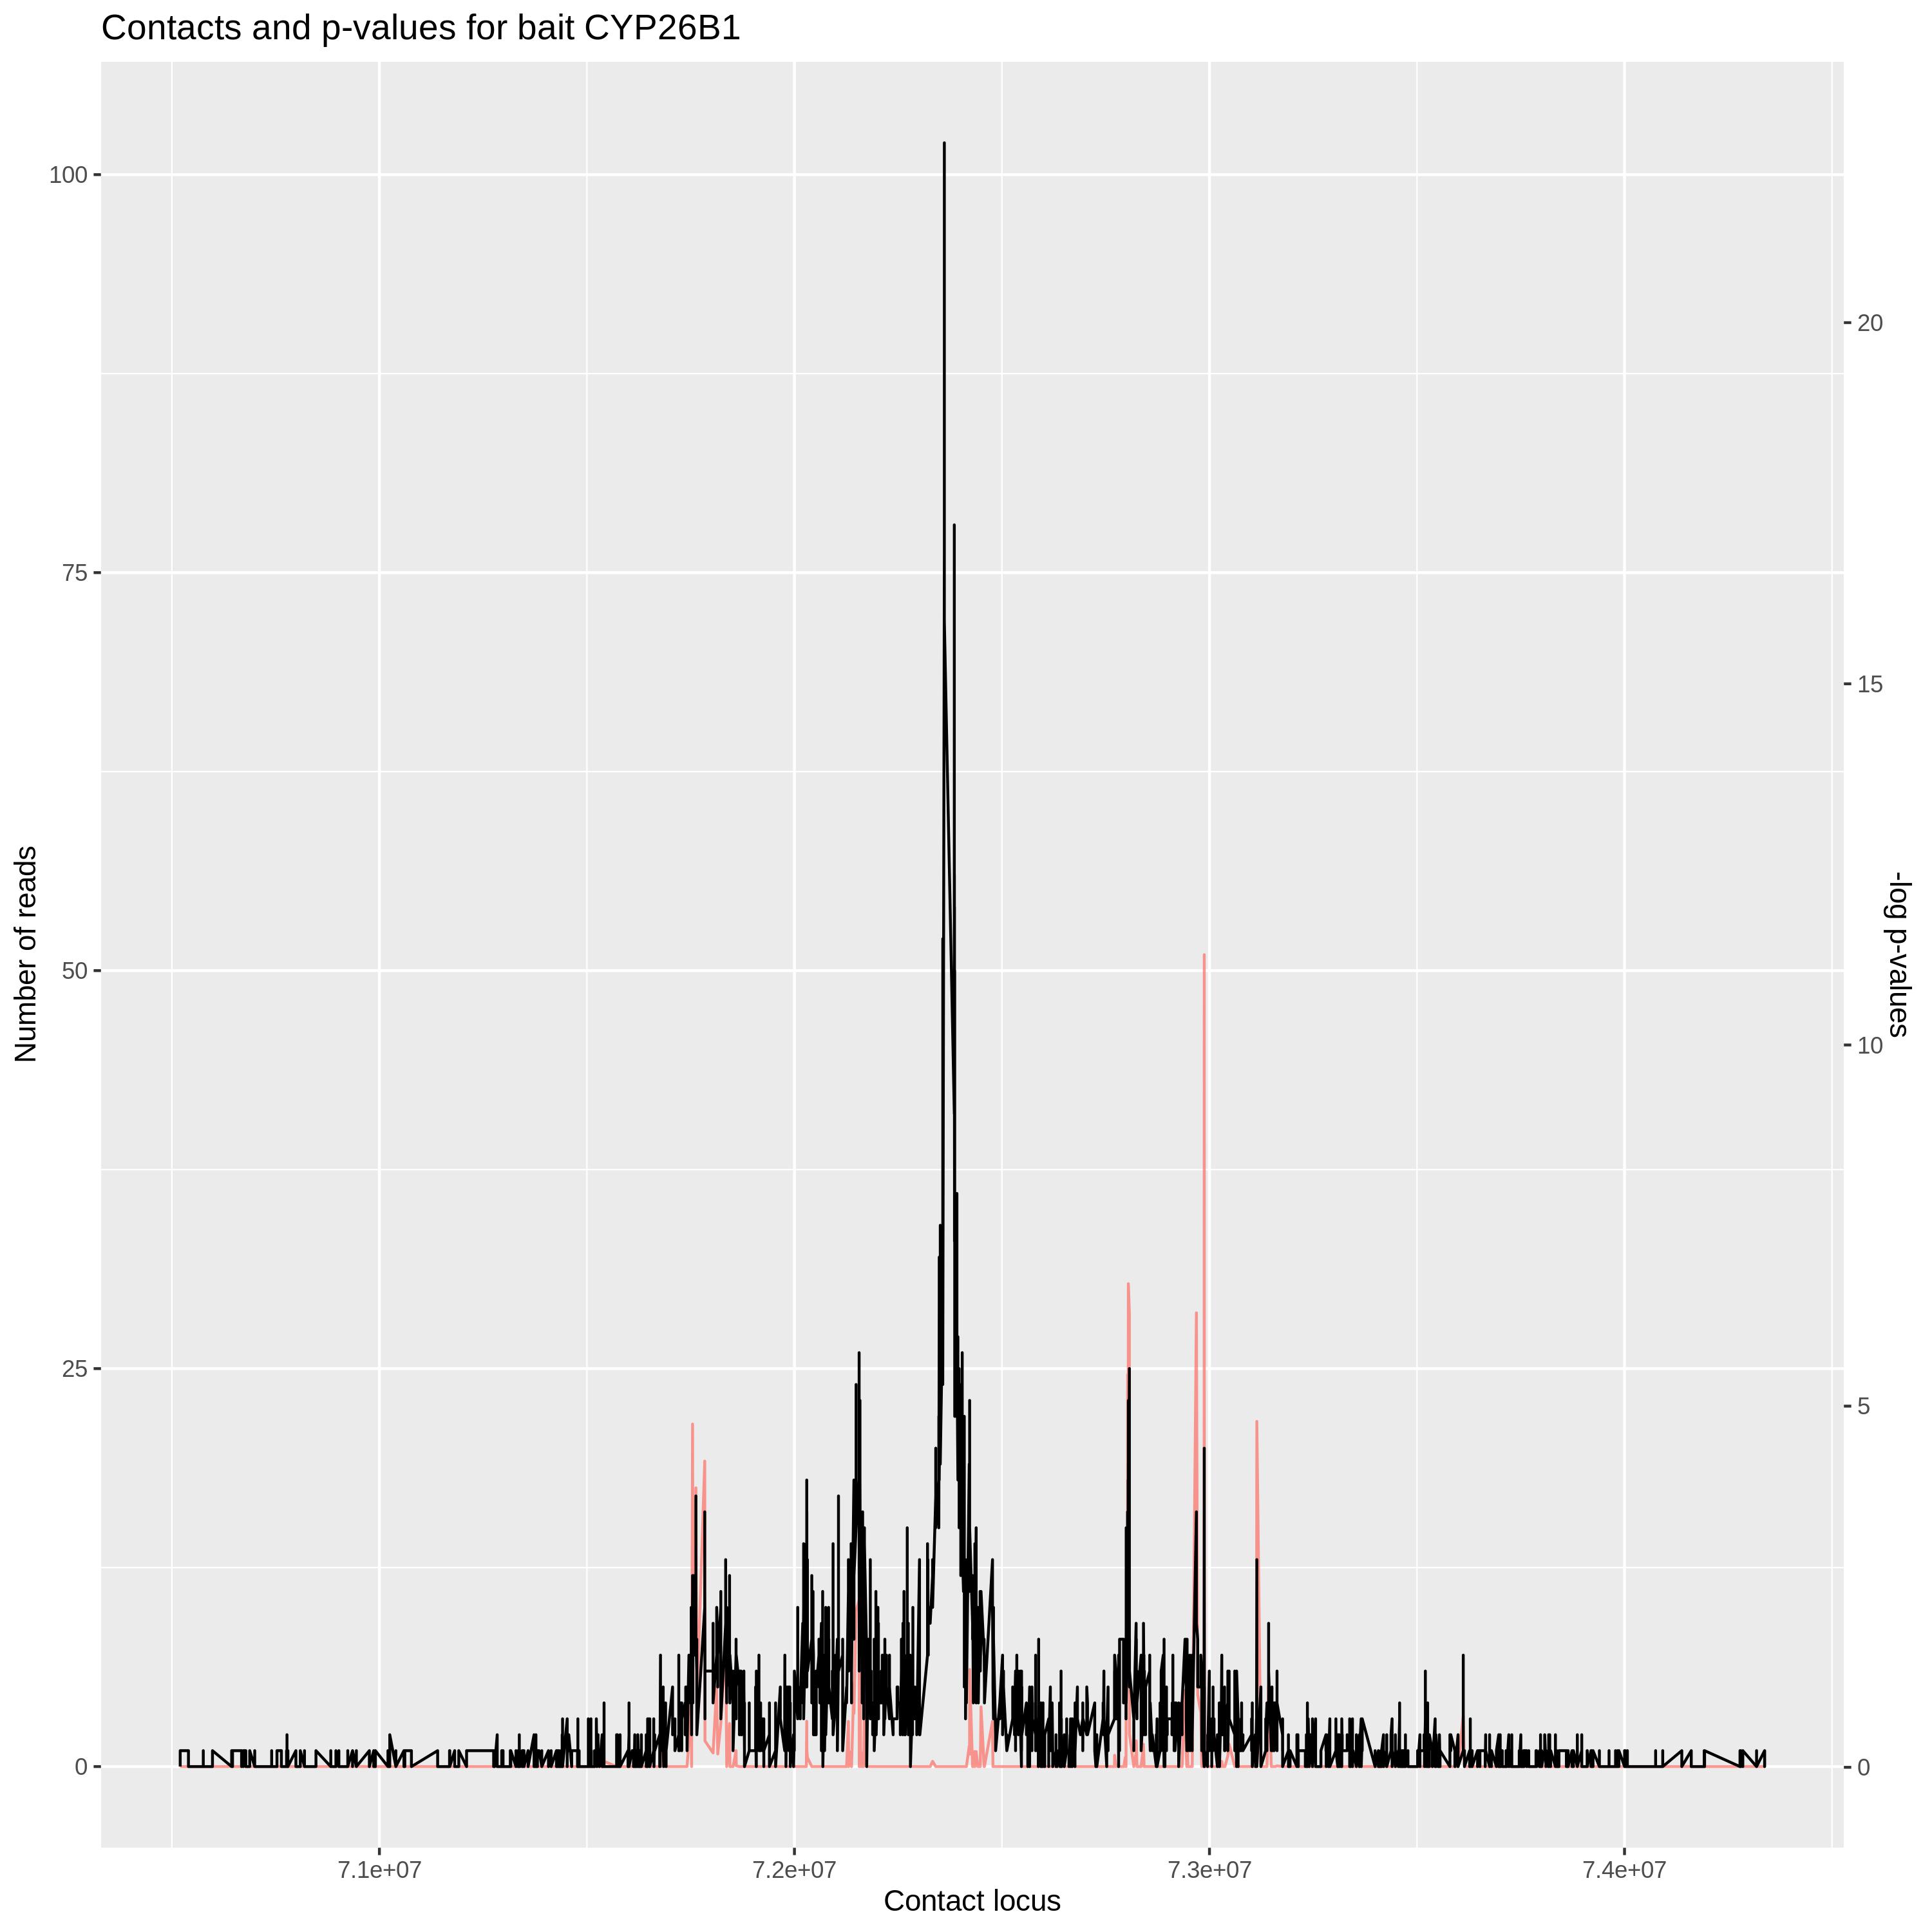 Contacts and p-values for bait CYP26B1
100
75
50
25
0
Number of reads
20
15
10
5
0
-log p-values
7.1e+07
7.2e+07
7.3e+07
7.4e+07
Contact locus